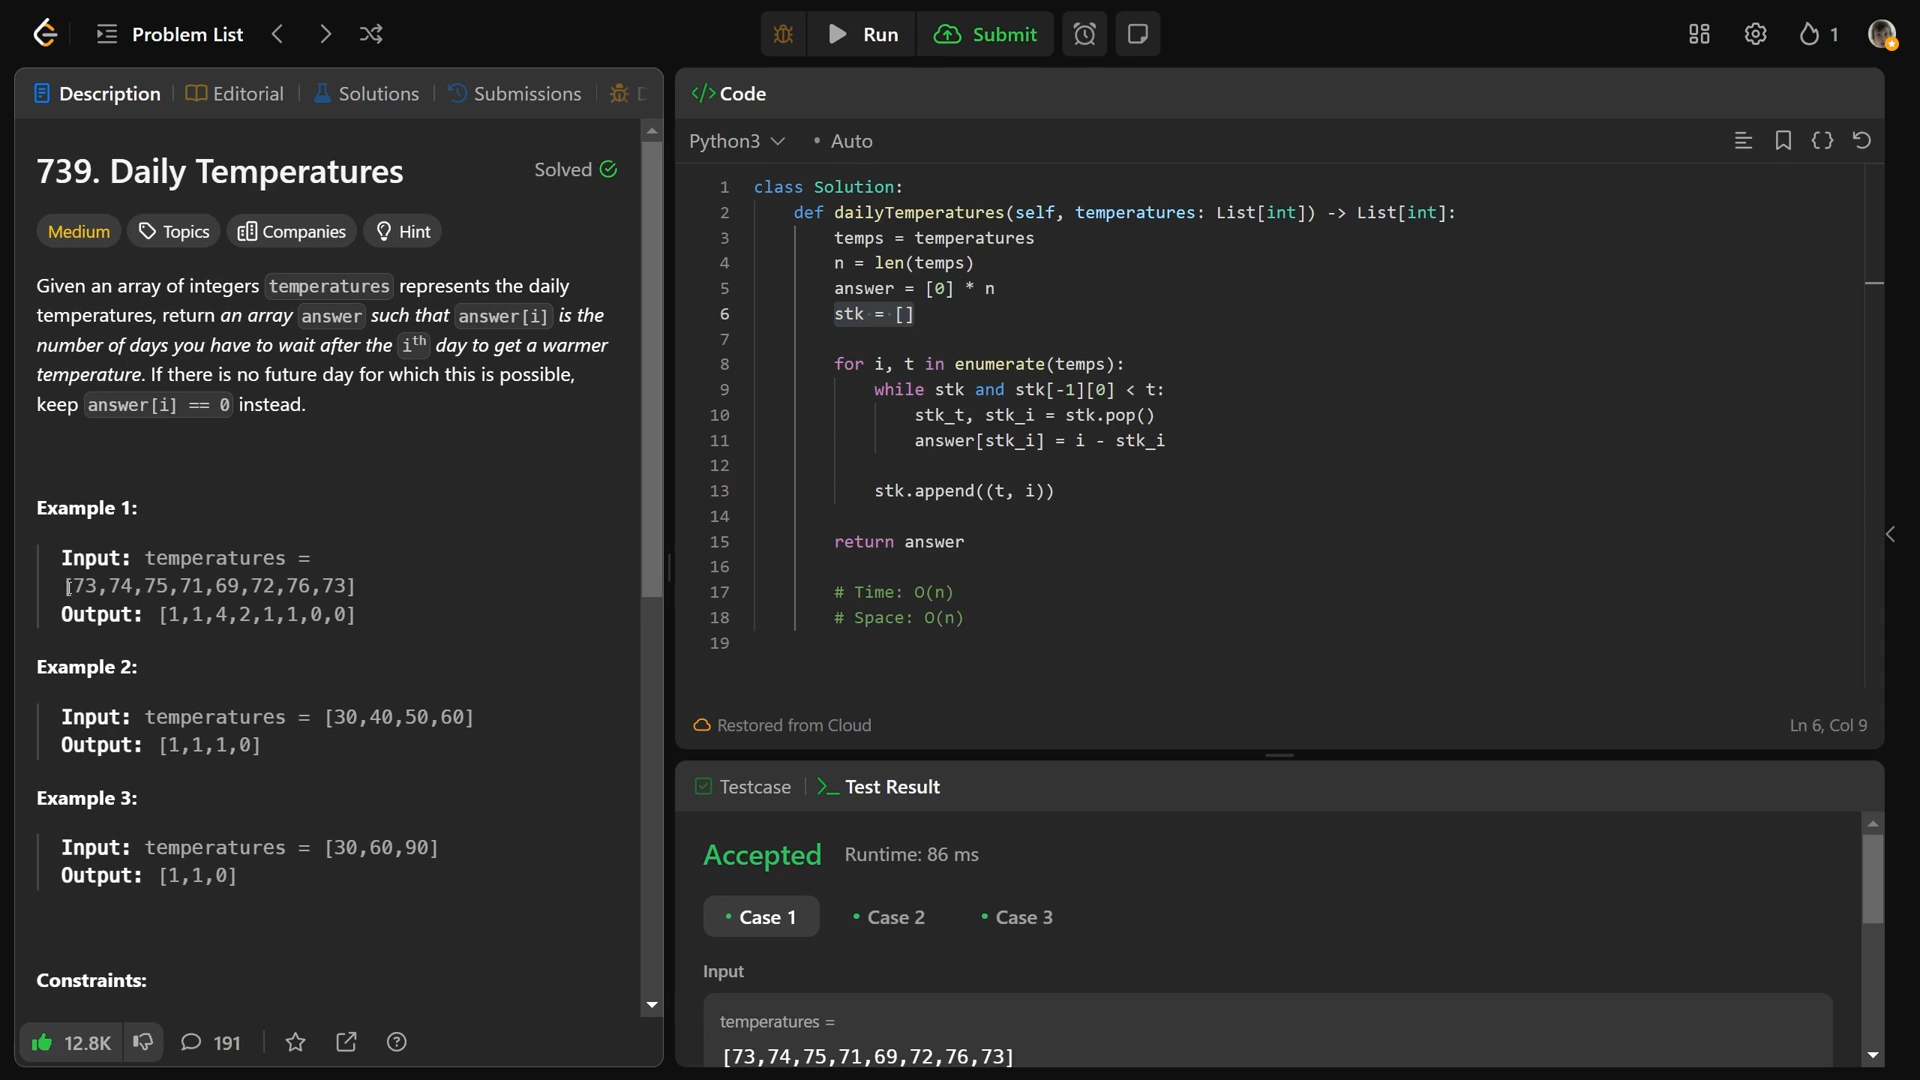 Problem List
Run
Submit
1
Description
Editorial
Solutions
Submissions
739. Daily Temperatures
Solved
Medium
Topics
Companies
Hint
Given an array of integers temperatures represents the daily
temperatures, return an array answer such that answer[i] is the
number of days you have to wait after the ith day to get a warmer
temperature. If there is no future day for which this is possible,
keep answer[i] == 0 instead.
Example 1:
Input: temperatures =
[73,74,75,71,69,72,76,73]
Output: [1,1,4,2,1,1,0,0]
Example 2:
Input: temperatures = [30,40,50,60]
Output: [1,1,1,0]
Example 3:
Input: temperatures = [30,60,90]
Output: [1,1,0]
Constraints:
12.8K
191
</> Code
Python3
• Auto
1 class Solution:
2 def dailyTemperatures(self, temperatures: List[int]) -> List[int]:
3 temps = temperatures
4 n = len(temps)
5 answer = [0] * n
6 stk = []
7
8 for i, t in enumerate(temps):
9 while stk and stk[-1][0] < t:
10 stk_t, stk_i = stk.pop()
11 answer[stk_i] = i - stk_i
12
13 stk.append((t, i))
14
15 return answer
16
17 # Time: O(n)
18 # Space: O(n)
19
Restored from Cloud
Ln 6, Col 9
Testcase
Test Result
Accepted
Runtime: 86 ms
• Case 1
• Case 2
• Case 3
Input
temperatures =
[73,74,75,71,69,72,76,73]